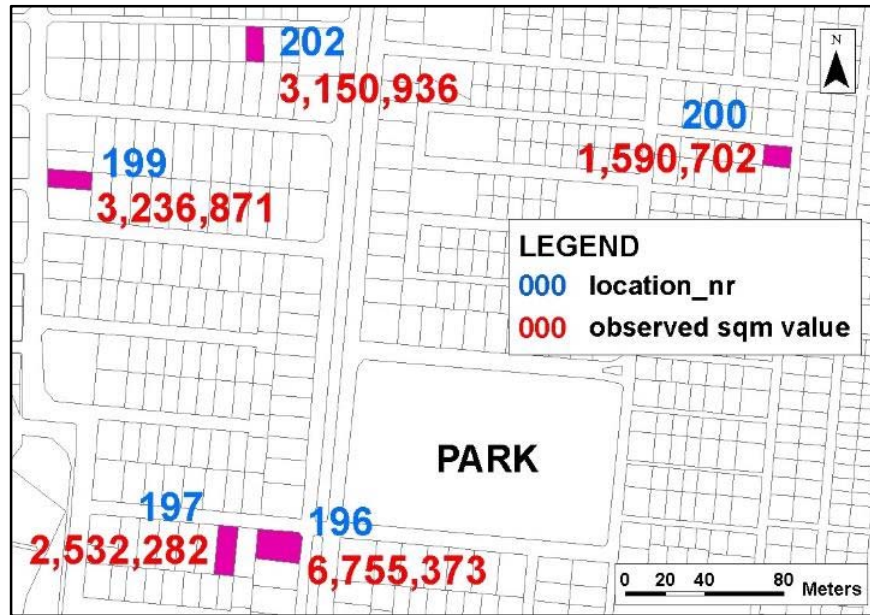 202
3,150,936
N
200
1,590,702
199
3,236,871
LEGEND
000 location_nr
000 observed sqm value
PARK
197
2,532,282
196
6,755,373
0 20 40 80 Meters